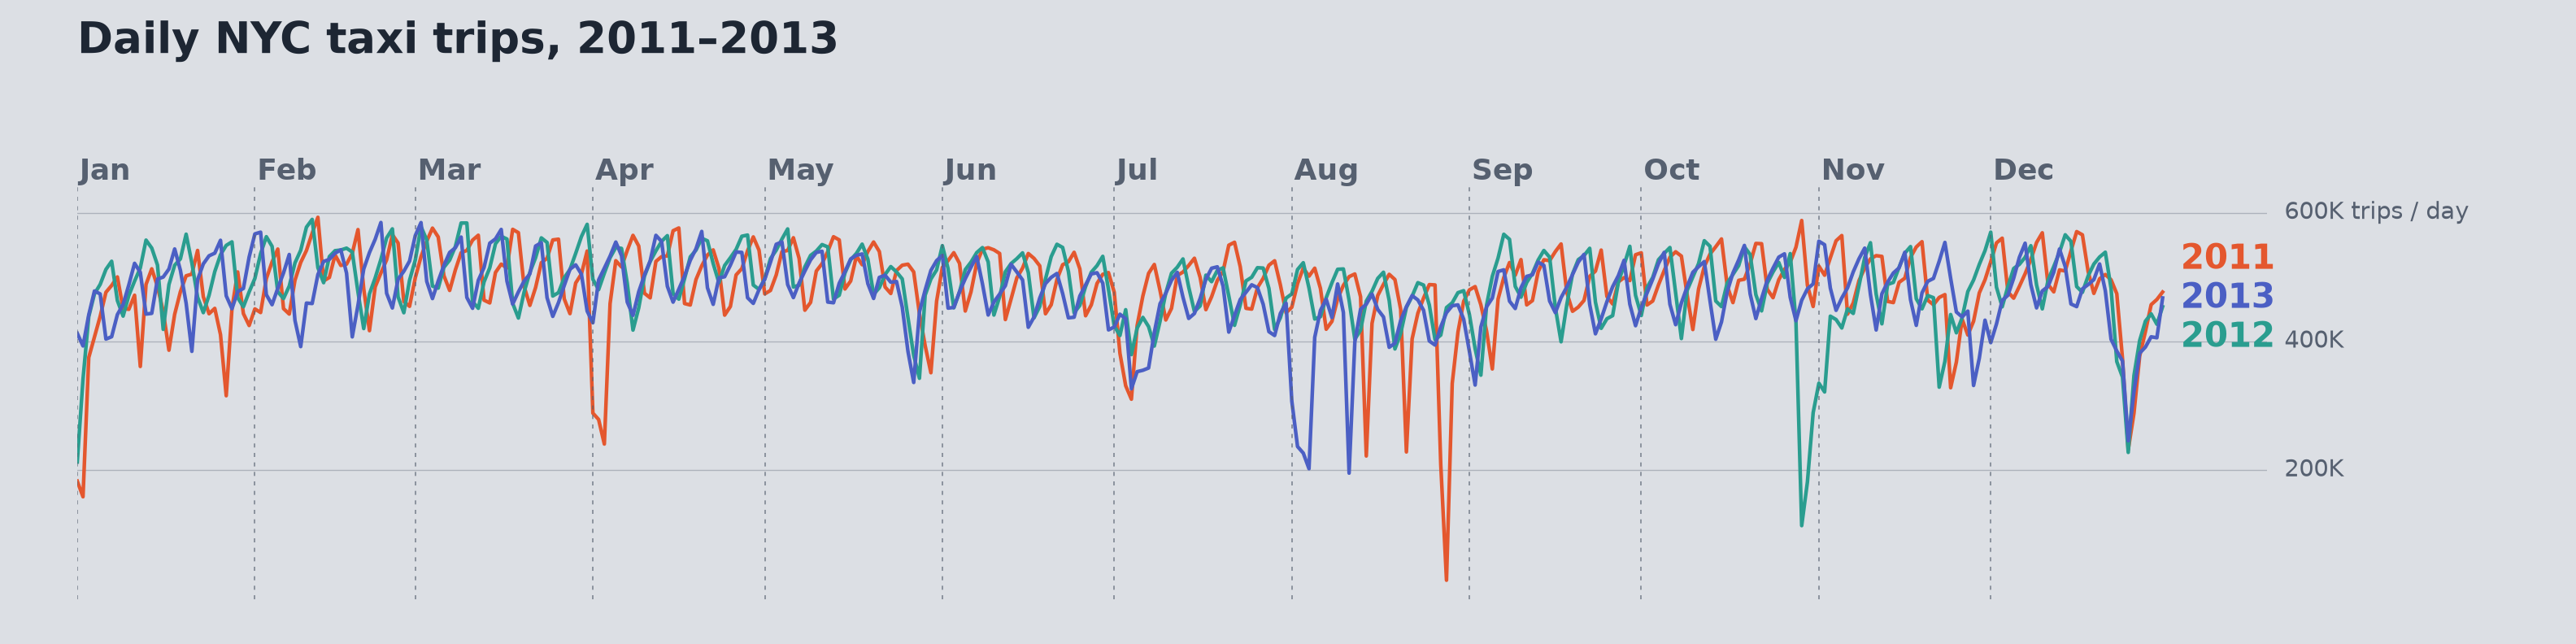 Daily NYC taxi trips, 2011–2013
Jan Feb Mar Apr May Jun Jul Aug Sep Oct Nov Dec
600K trips / day
2011
2013
2012
400K
200K